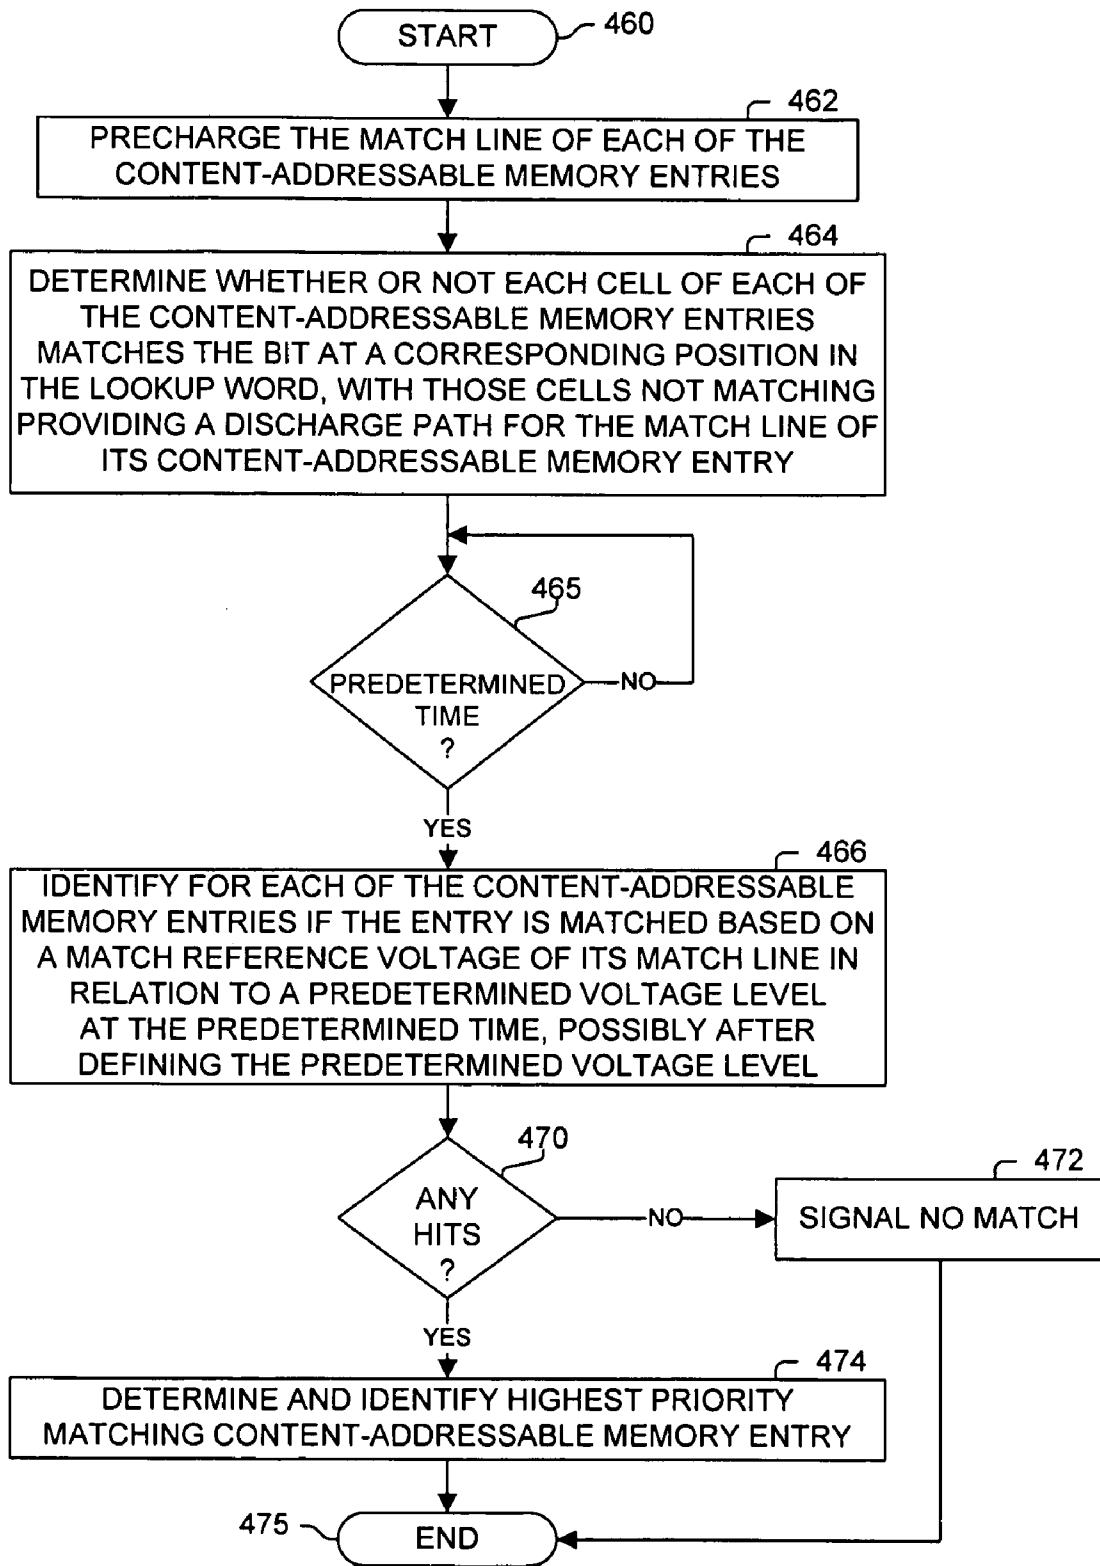 START
460
462
PRECHARGE THE MATCH LINE OF EACH OF THE
CONTENT-ADDRESSABLE MEMORY ENTRIES
464
DETERMINE WHETHER OR NOT EACH CELL OF EACH OF
THE CONTENT-ADDRESSABLE MEMORY ENTRIES
MATCHES THE BIT AT A CORRESPONDING POSITION IN
THE LOOKUP WORD, WITH THOSE CELLS NOT MATCHING
PROVIDING A DISCHARGE PATH FOR THE MATCH LINE OF
ITS CONTENT-ADDRESSABLE MEMORY ENTRY
465
PREDETERMINED
TIME
?
NO
YES
466
IDENTIFY FOR EACH OF THE CONTENT-ADDRESSABLE
MEMORY ENTRIES IF THE ENTRY IS MATCHED BASED ON
A MATCH REFERENCE VOLTAGE OF ITS MATCH LINE IN
RELATION TO A PREDETERMINED VOLTAGE LEVEL
AT THE PREDETERMINED TIME, POSSIBLY AFTER
DEFINING THE PREDETERMINED VOLTAGE LEVEL
470
ANY
HITS
?
NO
472
SIGNAL NO MATCH
YES
474
DETERMINE AND IDENTIFY HIGHEST PRIORITY
MATCHING CONTENT-ADDRESSABLE MEMORY ENTRY
475
END